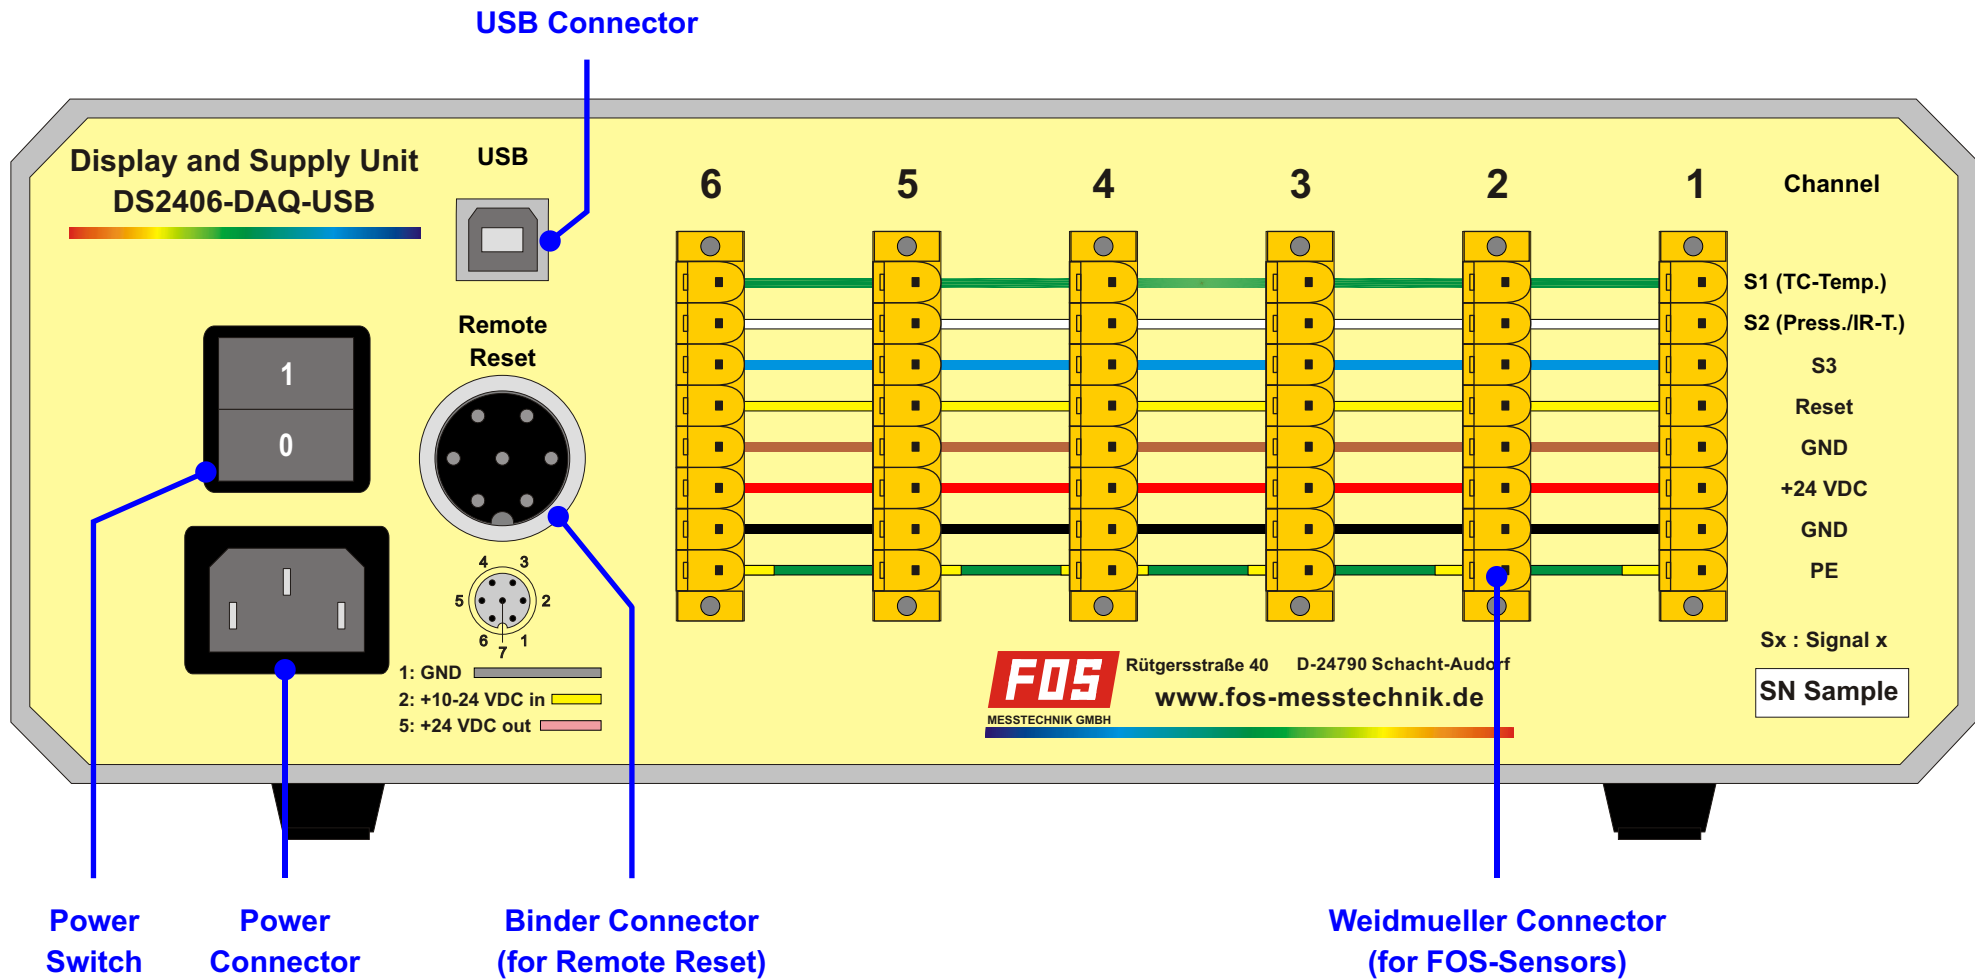 USB Connector
Display and Supply Unit
DS2406-DAQ-USB
USB
6 5 4 3 2 1 Channel
S1 (TC-Temp.)
S2 (Press./IR-T.)
S3
Reset
GND
+24 VDC
GND
PE
Remote
Reset
1
0
4 3
5 2
6 1
7
1: GND
2: +10-24 VDC in
5: +24 VDC out
FOS
MESSTECHNIK GMBH
Rütgersstraße 40 D-24790 Schacht-Audorf
www.fos-messtechnik.de
Sx : Signal x
SN Sample
Power
Switch
Power
Connector
Binder Connector
(for Remote Reset)
Weidmueller Connector
(for FOS-Sensors)